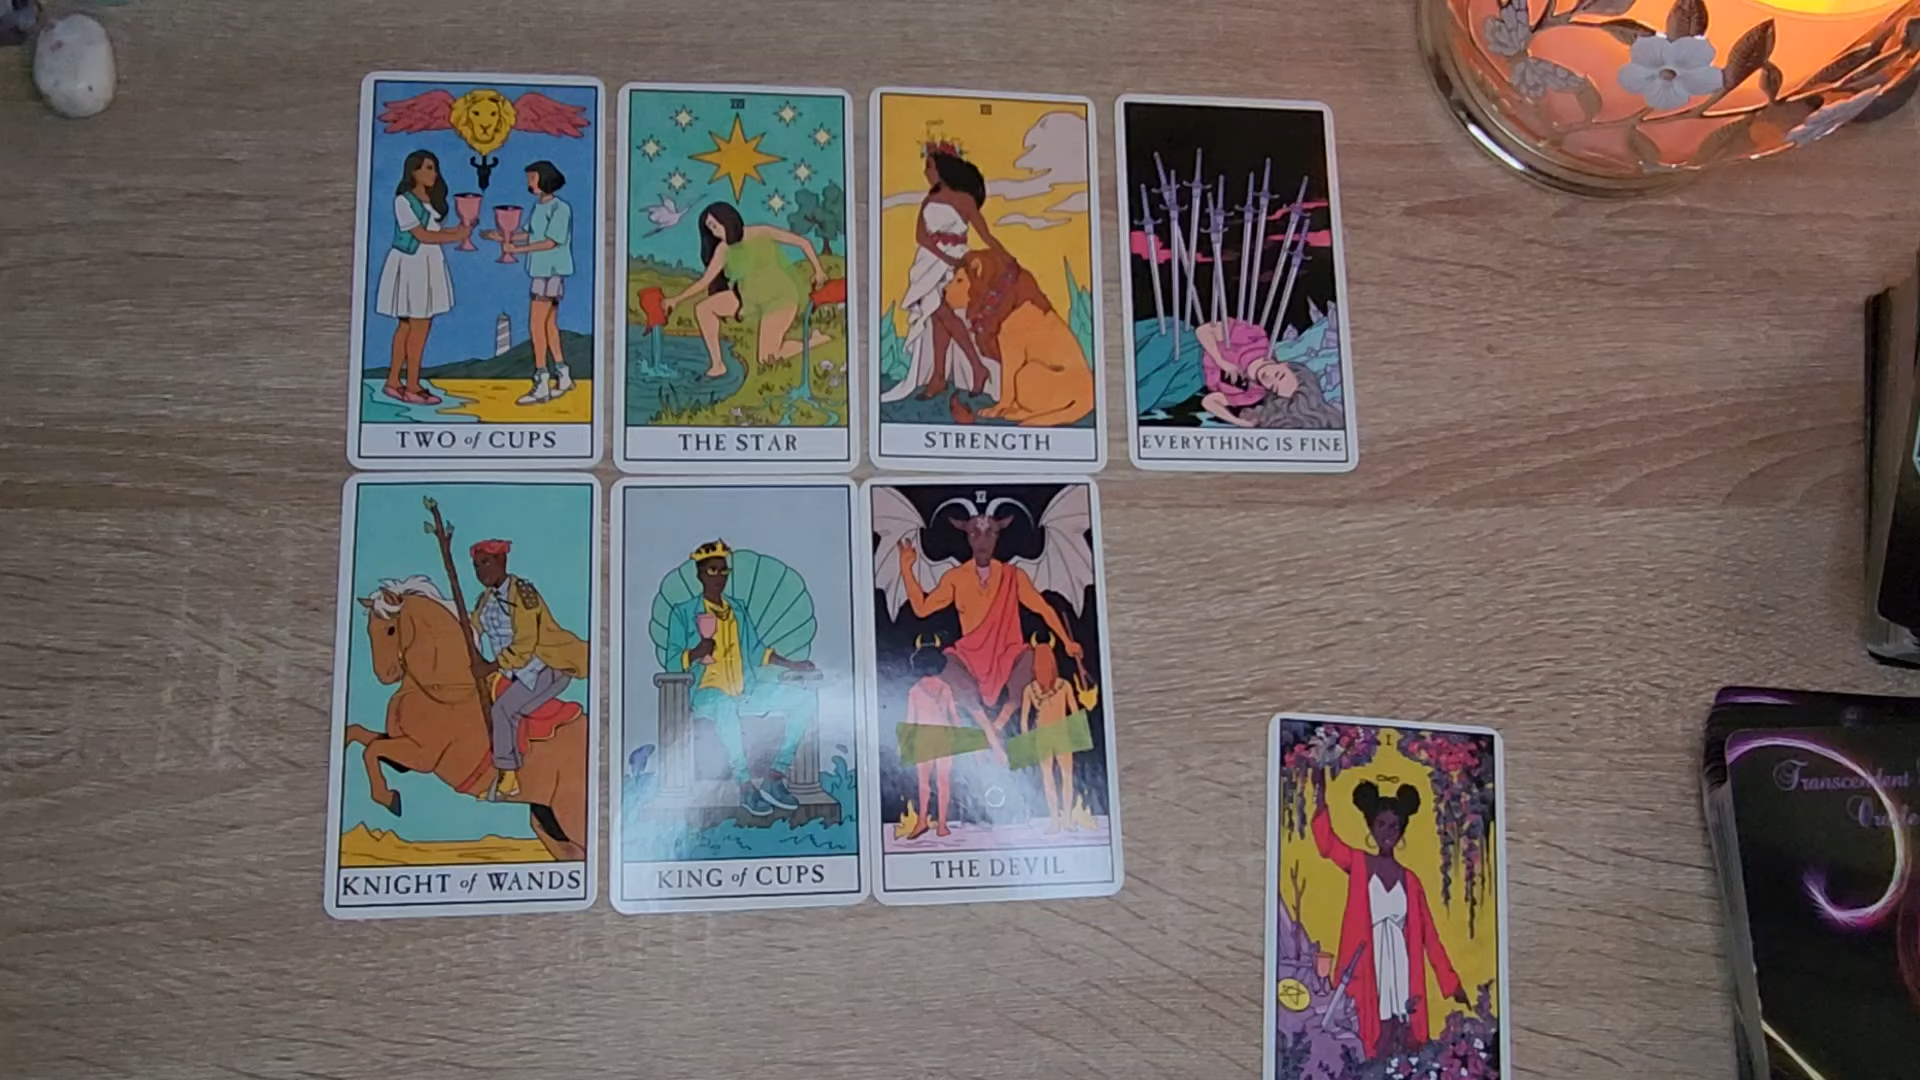 TWO of CUPS
THE STAR
STRENGTH
EVERYTHING IS FINE
KNIGHT of WANDS
KING of CUPS
THE DEVIL
I
Transcendent